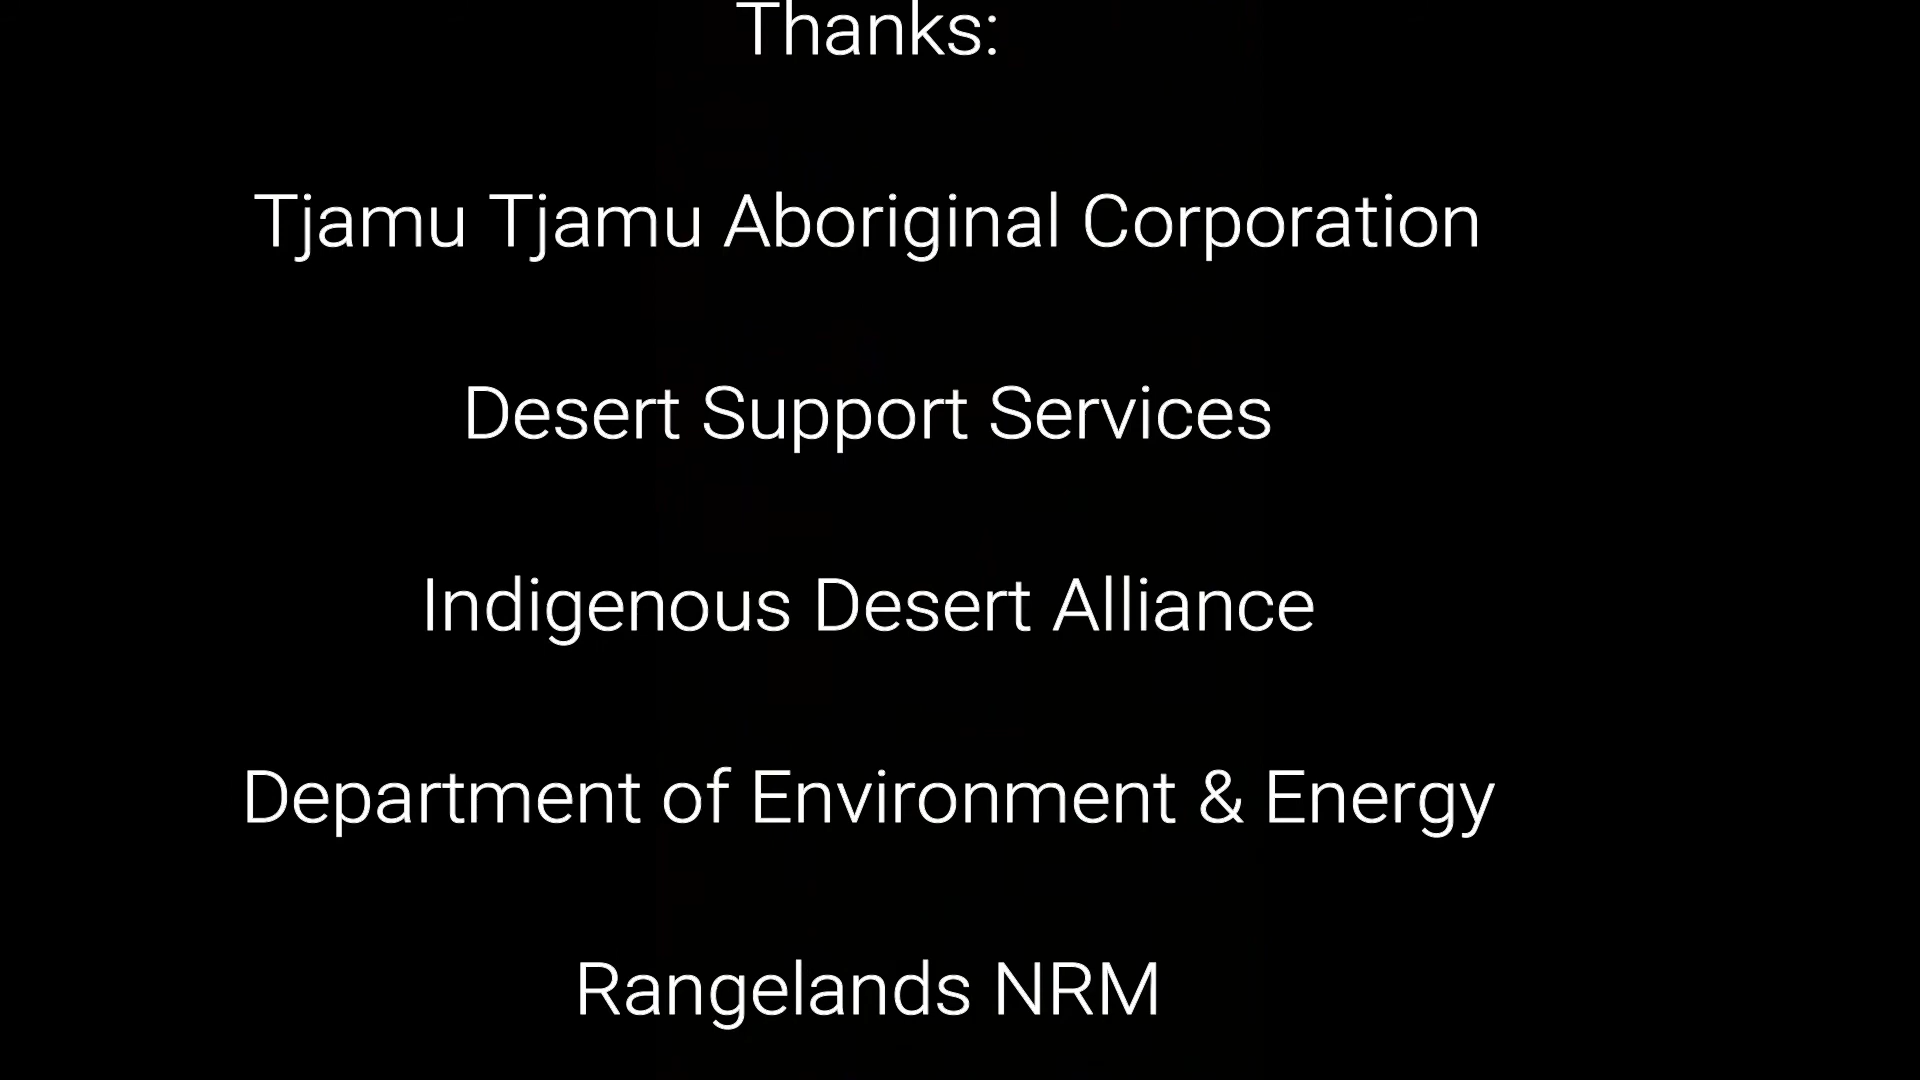 Thanks:
Tjamu Tjamu Aboriginal Corporation
Desert Support Services
Indigenous Desert Alliance
Department of Environment & Energy
Rangelands NRM